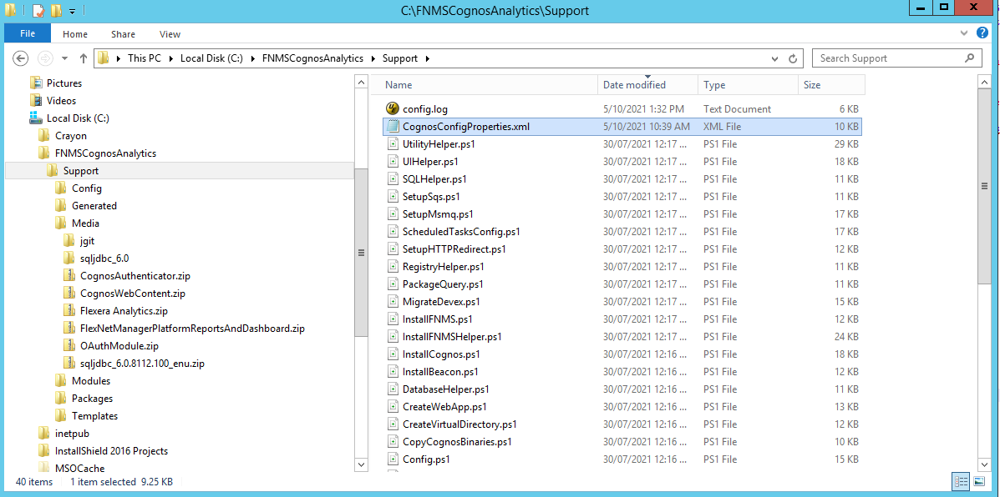 C:\FNMSCognosAnalytics\Support
File Home Share View
This PC Local Disk (C:) FNMSCognosAnalytics Support
Search Support
Pictures
Videos
Local Disk (C:)
Crayon
FNMSCognosAnalytics
Support
Config
Generated
Media
jgit
sqljdbc_6.0
CognosAuthenticator.zip
CognosWebContent.zip
Flexera Analytics.zip
FlexNetManagerPlatformReportsAndDashboard.zip
OAuthModule.zip
sqljdbc_6.0.8112.100_enu.zip
Modules
Packages
Templates
inetpub
InstallShield 2016 Projects
MSOCache
Name Date modified Type Size
config.log 5/10/2021 1:32 PM Text Document 6 KB
CognosConfigProperties.xml 5/10/2021 10:39 AM XML File 10 KB
UtilityHelper.ps1 30/07/2021 12:17 ... PS1 File 29 KB
UIHelper.ps1 30/07/2021 12:17 ... PS1 File 18 KB
SQLHelper.ps1 30/07/2021 12:17 ... PS1 File 11 KB
SetupSqs.ps1 30/07/2021 12:17 ... PS1 File 11 KB
SetupMsmq.ps1 30/07/2021 12:17 ... PS1 File 17 KB
ScheduledTasksConfig.ps1 30/07/2021 12:17 ... PS1 File 17 KB
SetupHTTPRedirect.ps1 30/07/2021 12:17 ... PS1 File 12 KB
RegistryHelper.ps1 30/07/2021 12:17 ... PS1 File 11 KB
PackageQuery.ps1 30/07/2021 12:17 ... PS1 File 11 KB
MigrateDevex.ps1 30/07/2021 12:17 ... PS1 File 15 KB
InstallFNMS.ps1 30/07/2021 12:17 ... PS1 File 12 KB
InstallFNMSHelper.ps1 30/07/2021 12:17 ... PS1 File 24 KB
InstallCognos.ps1 30/07/2021 12:16 ... PS1 File 18 KB
InstallBeacon.ps1 30/07/2021 12:16 ... PS1 File 12 KB
DatabaseHelper.ps1 30/07/2021 12:16 ... PS1 File 11 KB
CreateWebApp.ps1 30/07/2021 12:16 ... PS1 File 13 KB
CreateVirtualDirectory.ps1 30/07/2021 12:16 ... PS1 File 12 KB
CopyCognosBinaries.ps1 30/07/2021 12:16 ... PS1 File 10 KB
Config.ps1 30/07/2021 12:16 ... PS1 File 15 KB
40 items 1 item selected 9.25 KB